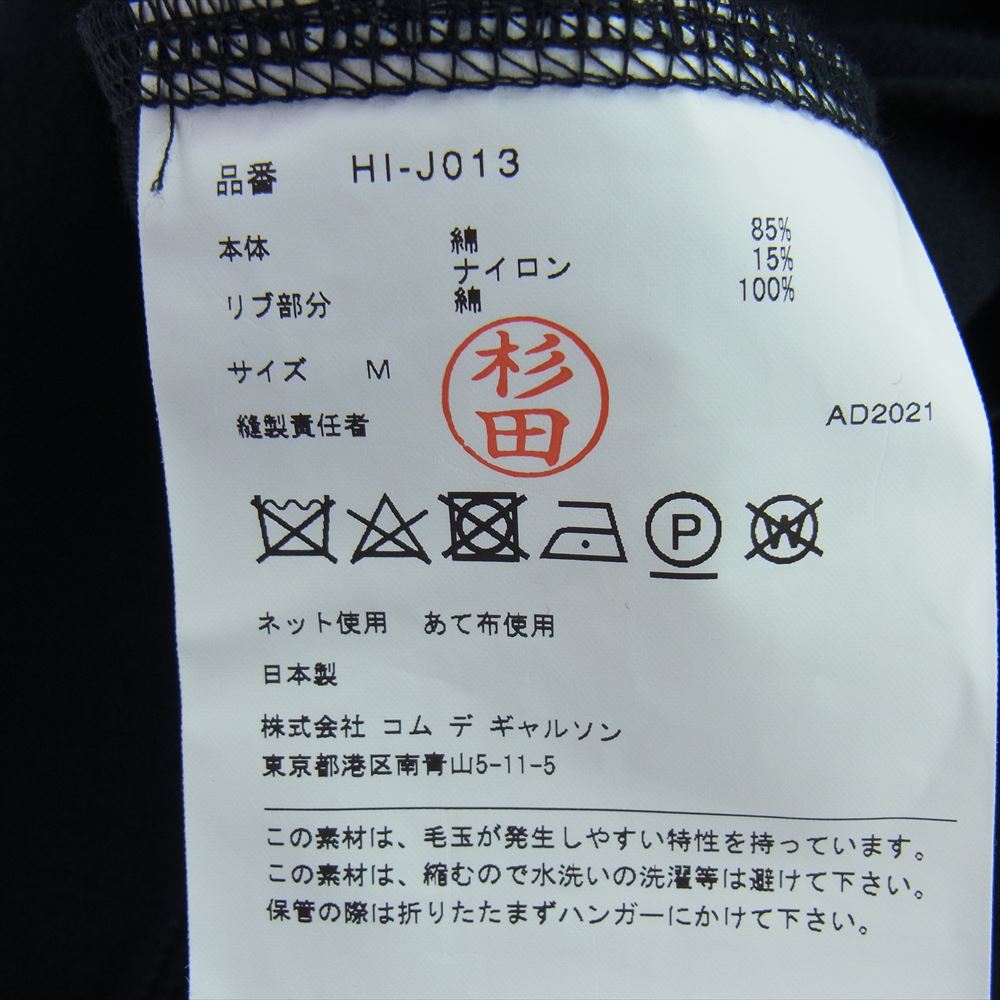 品番 HI-J013
本体 綿 85%
ナイロン 15%
リブ部分 綿 100%
サイズ M
縫製責任者 杉田 AD2021
P W
ネット使用 あて布使用
日本製
株式会社 コム デ ギャルソン
東京都港区南青山5-11-5
この素材は、毛玉が発生しやすい特性を持っています。
この素材は、縮むので水洗いの洗濯等は避けて下さい。
保管の際は折りたたまずハンガーにかけて下さい。